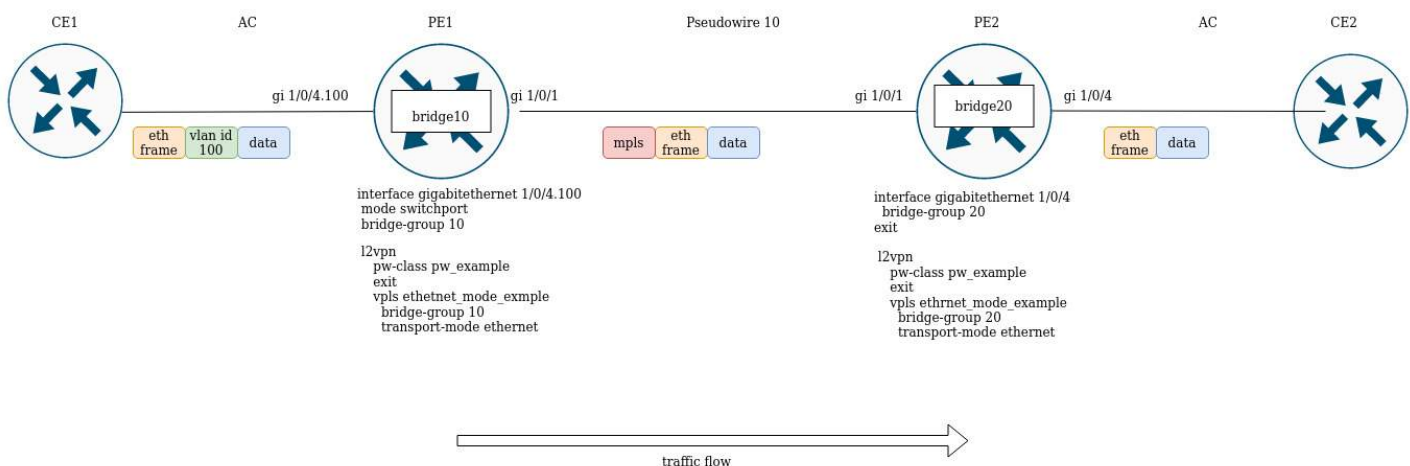 CE1
AC
PE1
Pseudowire 10
PE2
AC
CE2
gi 1/0/4.100
bridge10
gi 1/0/1
gi 1/0/1
bridge20
gi 1/0/4
eth
frame
vlan id
100
data
mpls
eth
frame
data
eth
frame
data
interface gigabitethernet 1/0/4.100
mode switchport
bridge-group 10
l2vpn
pw-class pw_example
exit
vpls ethetnet_mode_exmple
bridge-group 10
transport-mode ethernet
interface gigabitethernet 1/0/4
bridge-group 20
exit
l2vpn
pw-class pw_example
exit
vpls ethrnet_mode_example
bridge-group 20
transport-mode ethernet
traffic flow